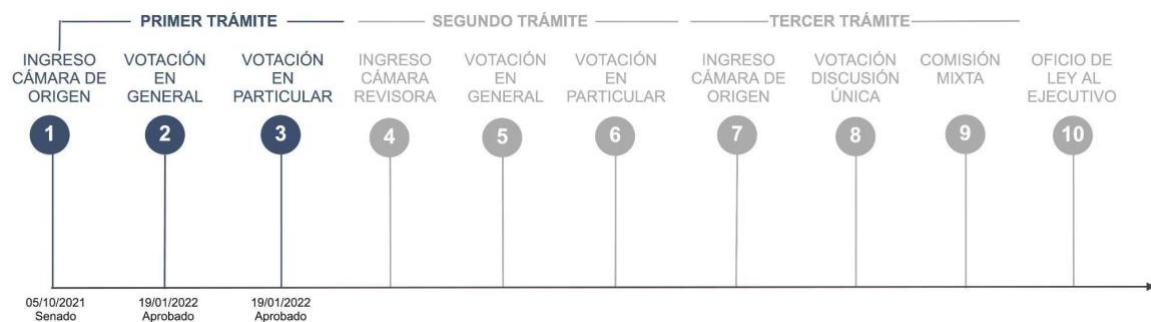 PRIMER TRÁMITE
SEGUNDO TRÁMITE
TERCER TRÁMITE
INGRESO
CÁMARA DE
ORIGEN
VOTACIÓN
EN
GENERAL
VOTACIÓN
EN
PARTICULAR
INGRESO
CÁMARA
REVISORA
VOTACIÓN
EN
GENERAL
VOTACIÓN
EN
PARTICULAR
INGRESO
CÁMARA DE
ORIGEN
VOTACIÓN
DISCUSIÓN
ÚNICA
COMISIÓN
MIXTA
OFICIO DE
LEY AL
EJECUTIVO
1
2
3
4
5
6
7
8
9
10
05/10/2021
Senado
19/01/2022
Aprobado
19/01/2022
Aprobado